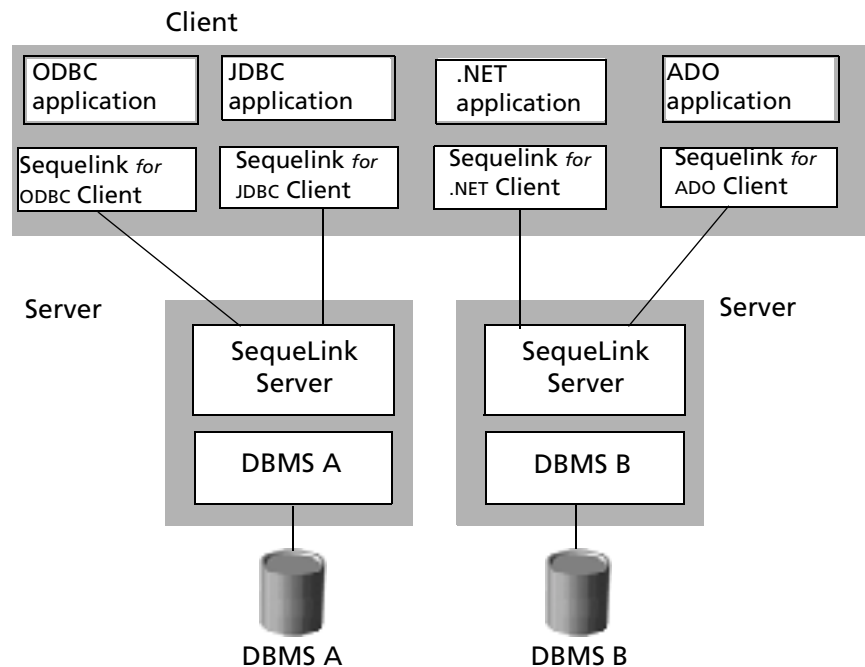 Client
ODBC
application
JDBC
application
.NET
application
ADO
application
Sequelink for
ODBC Client
Sequelink for
JDBC Client
Sequelink for
.NET Client
Sequelink for
ADO Client
Server
Server
SequeLink
Server
SequeLink
Server
DBMS A
DBMS B
DBMS A
DBMS B